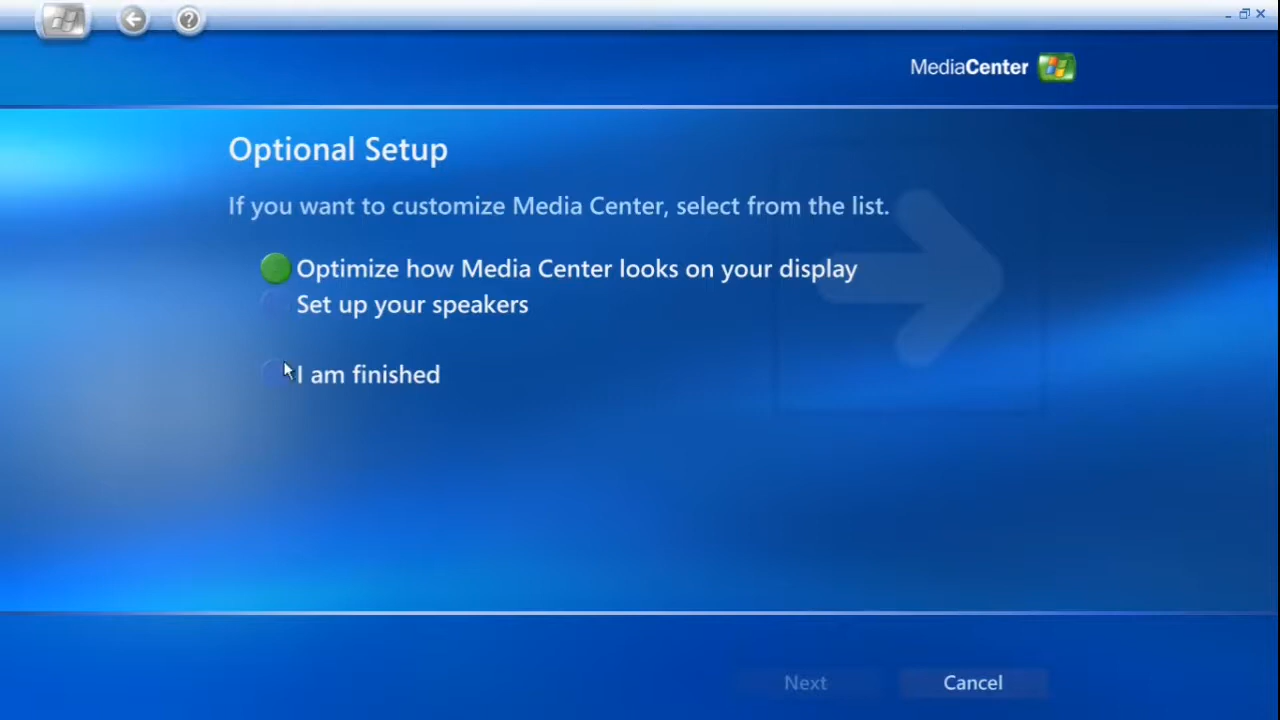 MediaCenter
Optional Setup
If you want to customize Media Center, select from the list.
Optimize how Media Center looks on your display
Set up your speakers
I am finished
Next
Cancel